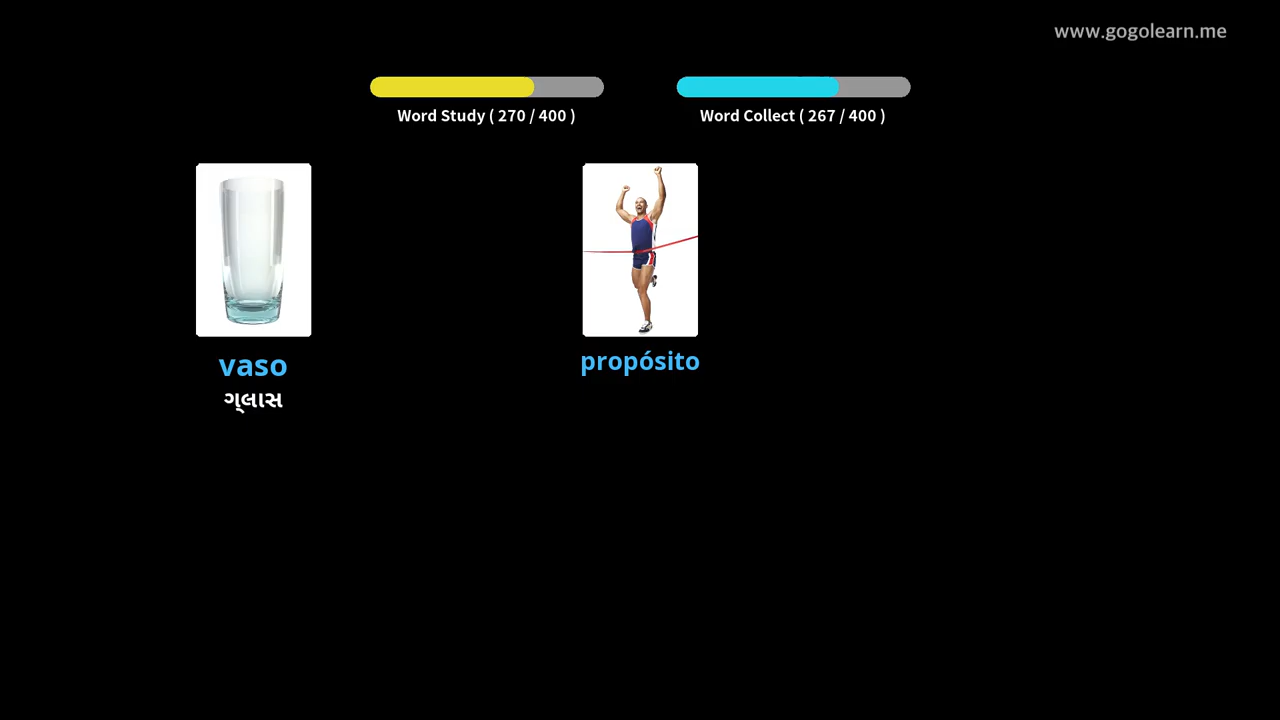 www.gogolearn.me
Word Study ( 270 / 400 )
Word Collect ( 267 / 400 )
vaso
ગ્લાસ
propósito